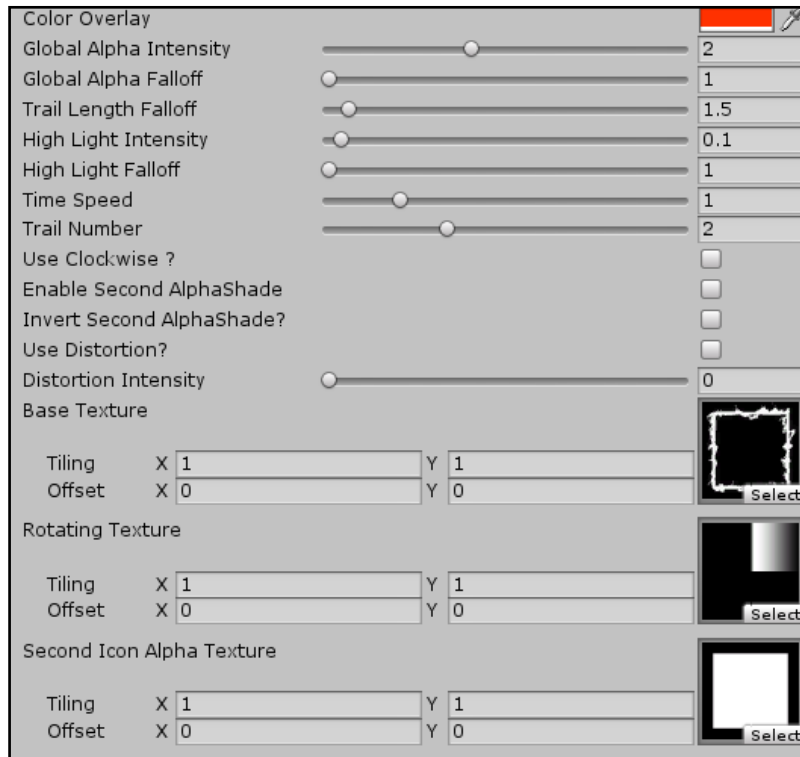 Color Overlay
Global Alpha Intensity 2
Global Alpha Falloff 1
Trail Length Falloff 1.5
High Light Intensity 0.1
High Light Falloff 1
Time Speed 1
Trail Number 2
Use Clockwise ?
Enable Second AlphaShade
Invert Second AlphaShade?
Use Distortion?
Distortion Intensity 0
Base Texture
Tiling X 1 Y 1
Offset X 0 Y 0 Select
Rotating Texture
Tiling X 1 Y 1
Offset X 0 Y 0 Select
Second Icon Alpha Texture
Tiling X 1 Y 1
Offset X 0 Y 0 Select